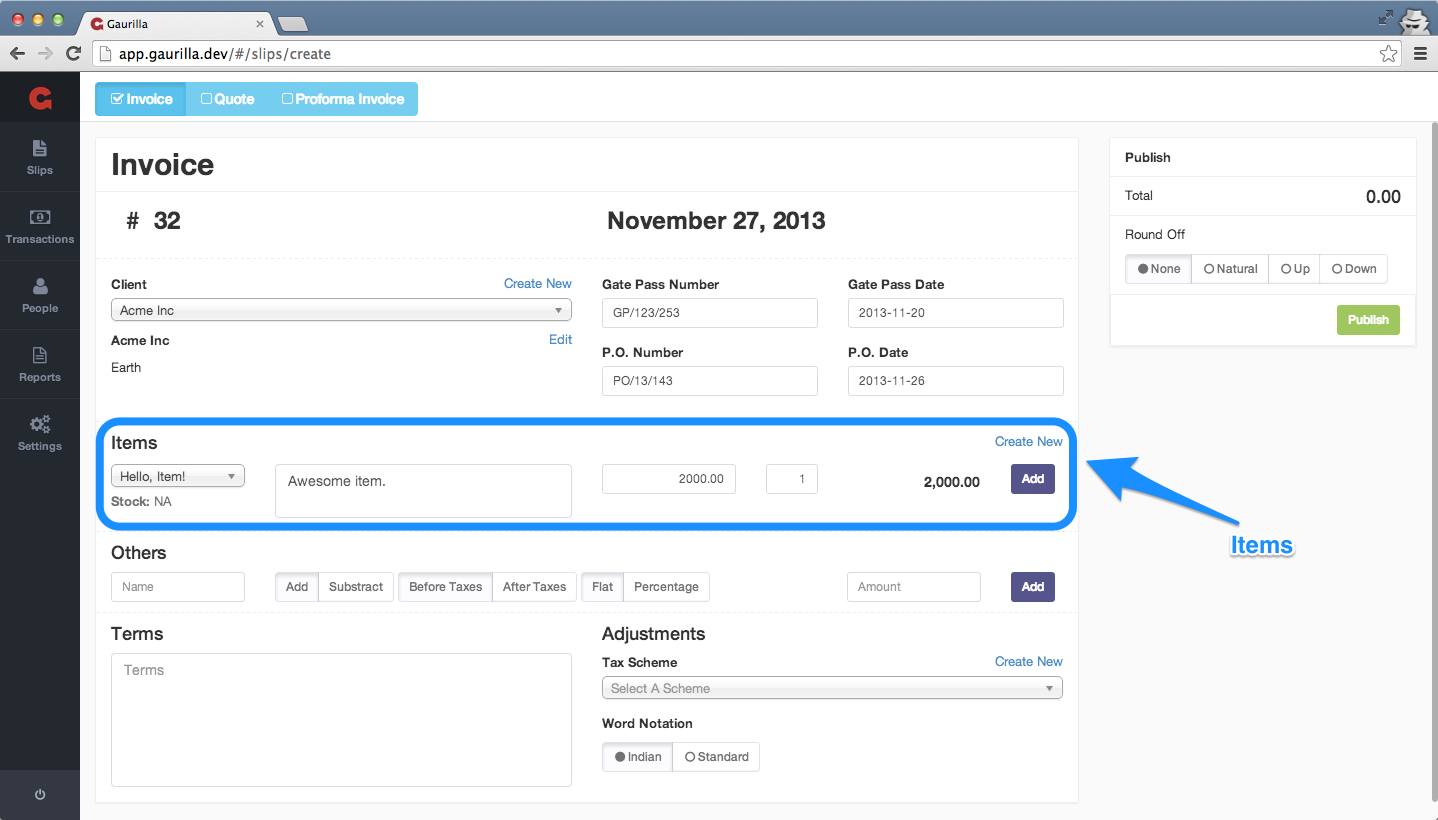 Gaurilla
app.gaurilla.dev/#/slips/create
Invoice Quote Proforma Invoice
Slips
Transactions
People
Reports
Settings
Invoice
# 32 November 27, 2013
Client Create New
Acme Inc
Acme Inc Edit
Earth
Gate Pass Number Gate Pass Date
GP/123/253 2013-11-20
P.O. Number P.O. Date
PO/13/143 2013-11-26
Items Create New
Hello, Item! Awesome item. 2000.00 1 2,000.00 Add
Stock: NA
Others
Name Add Substract Before Taxes After Taxes Flat Percentage Amount Add
Terms
Terms
Adjustments
Tax Scheme Create New
Select A Scheme
Word Notation
Indian Standard
Publish
Total 0.00
Round Off
None Natural Up Down
Publish
Items